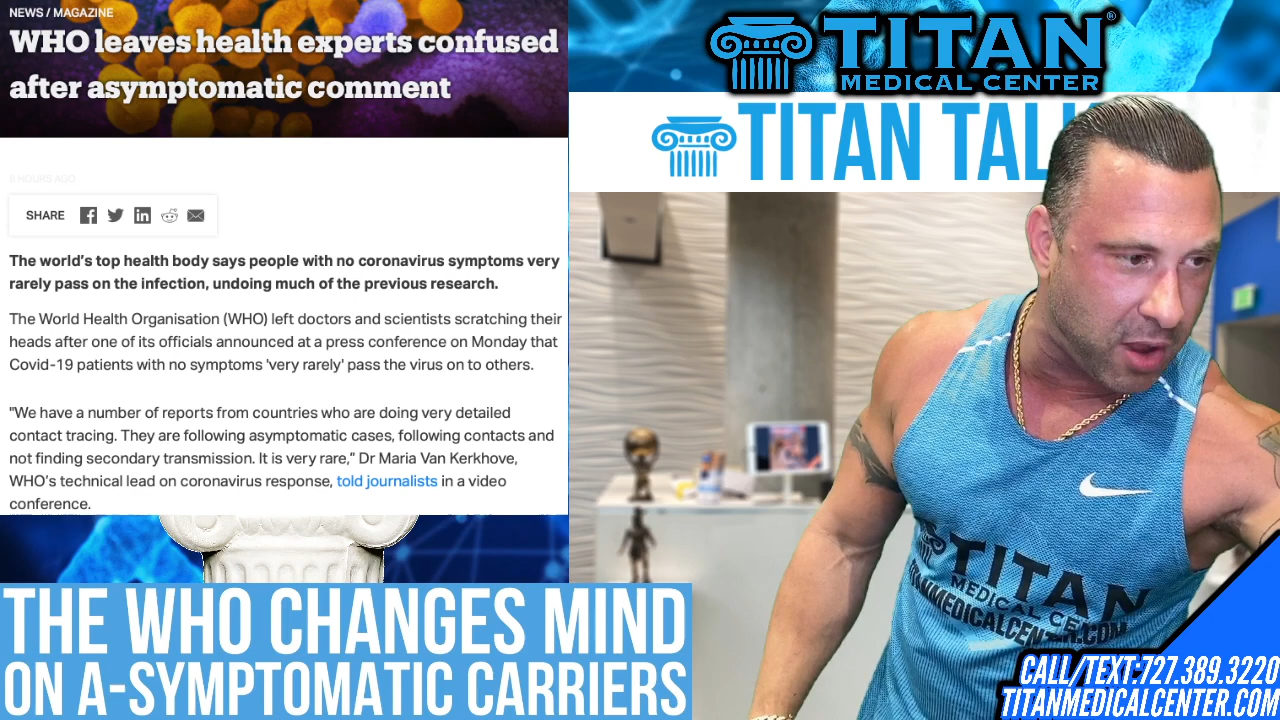 NEWS / MAGAZINE
WHO leaves health experts confused
after asymptomatic comment
8 HOURS AGO
SHARE
The world's top health body says people with no coronavirus symptoms very
rarely pass on the infection, undoing much of the previous research.
The World Health Organisation (WHO) left doctors and scientists scratching their
heads after one of its officials announced at a press conference on Monday that
Covid-19 patients with no symptoms 'very rarely' pass the virus on to others.
"We have a number of reports from countries who are doing very detailed
contact tracing. They are following asymptomatic cases, following contacts and
not finding secondary transmission. It is very rare," Dr Maria Van Kerkhove,
WHO's technical lead on coronavirus response, told journalists in a video
conference.
THE WHO CHANGES MIND
ON A-SYMPTOMATIC CARRIERS
TITAN®
MEDICAL CENTER
TITAN TAL
TITAN
MEDICAL CE
TITANMEDICALCENTER.COM
CALL/TEXT:727.389.3220
TITANMEDICALCENTER.COM